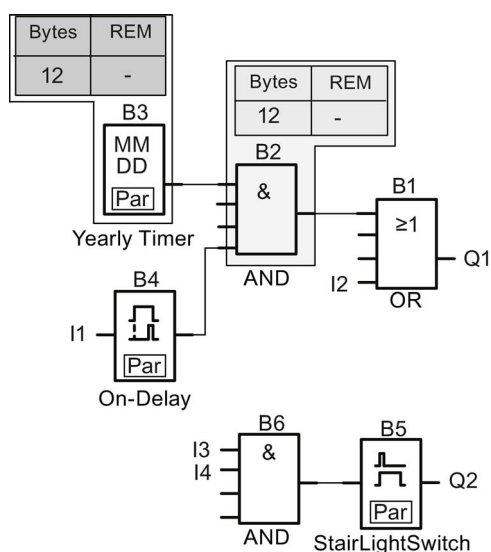 Bytes REM
12 -
Bytes REM
12 -
B3
MM
DD
Par
Yearly Timer
B2
&
AND
B1
≥1
I2
Q1
OR
B4
I1
Par
On-Delay
B6
I3
I4
&
AND
B5
Par
Q2
StairLightSwitch